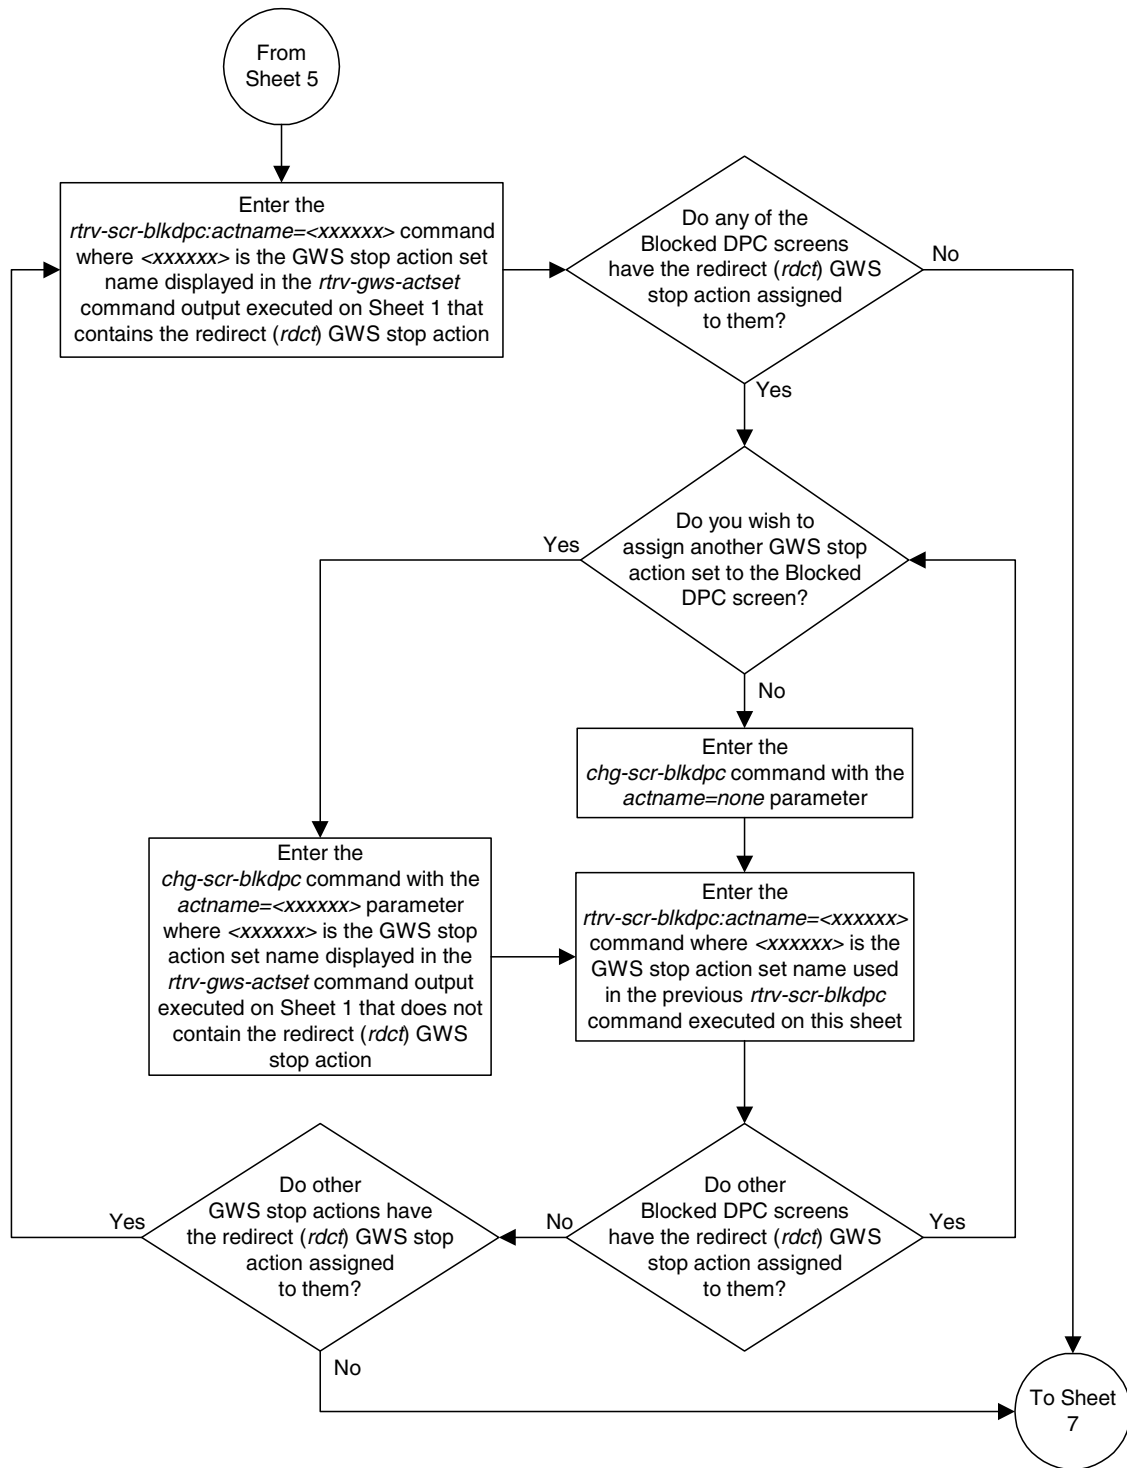 From
Sheet 5
Enter the
rtrv-scr-blkdpc:actname=<xxxxxx> command
where <xxxxxx> is the GWS stop action set
name displayed in the rtrv-gws-actset
command output executed on Sheet 1 that
contains the redirect (rdct) GWS stop action
Do any of the
Blocked DPC screens
have the redirect (rdct) GWS
stop action assigned
to them?
No
Yes
Do you wish to
assign another GWS stop
action set to the Blocked
DPC screen?
Yes
No
Enter the
chg-scr-blkdpc command with the
actname=none parameter
Enter the
chg-scr-blkdpc command with the
actname=<xxxxxx> parameter
where <xxxxxx> is the GWS stop
action set name displayed in the
rtrv-gws-actset command output
executed on Sheet 1 that does not
contain the redirect (rdct) GWS
stop action
Enter the
rtrv-scr-blkdpc:actname=<xxxxxx>
command where <xxxxxx> is the
GWS stop action set name used
in the previous rtrv-scr-blkdpc
command executed on this sheet
Do other
Blocked DPC screens
have the redirect (rdct) GWS
stop action assigned
to them?
Yes
No
Do other
GWS stop actions have
the redirect (rdct) GWS stop
action assigned
to them?
Yes
No
To Sheet
7